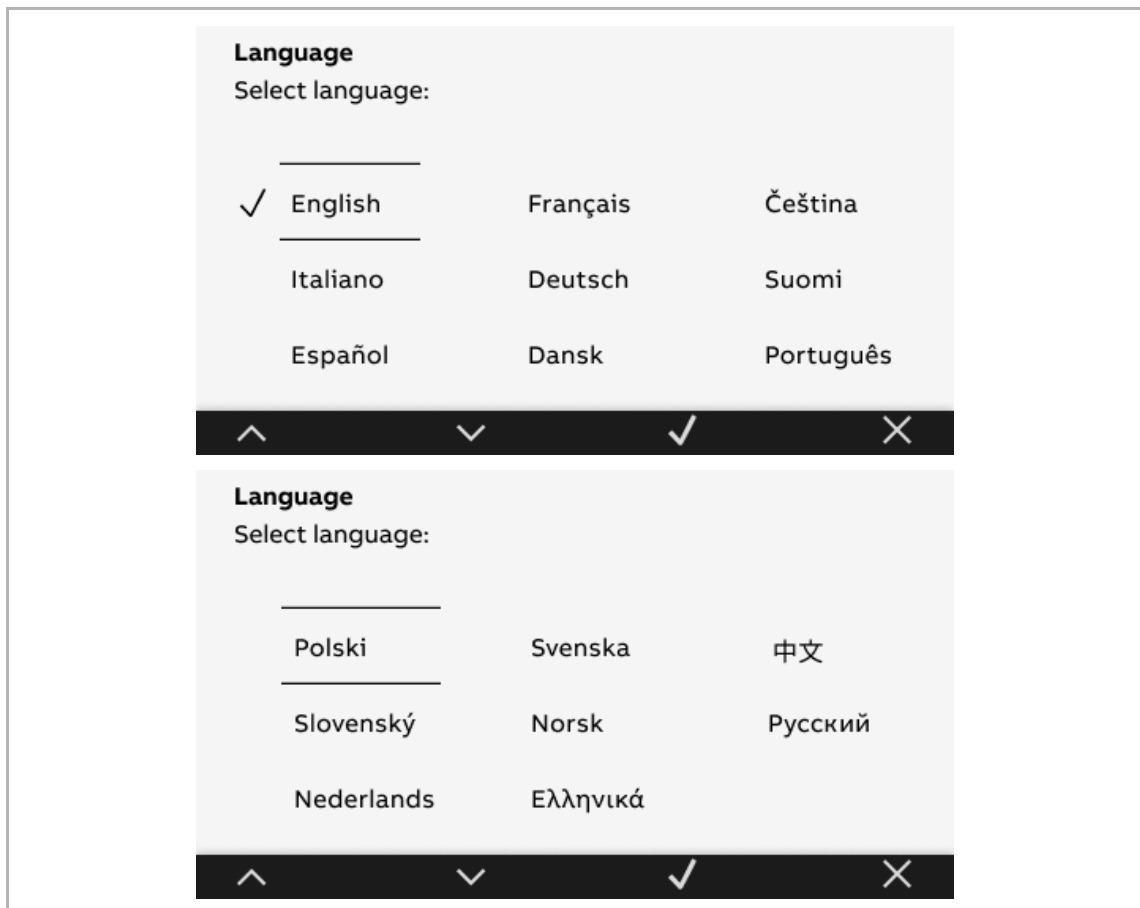 Language
Select language:
English Français Čeština
Italiano Deutsch Suomi
Español Dansk Português
Language
Select language:
Polski Svenska 中文
Slovenský Norsk Русский
Nederlands Ελληνικά